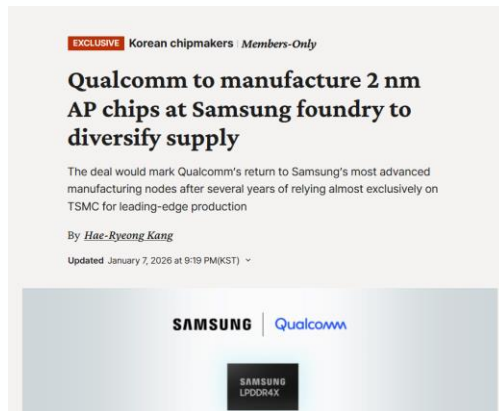 EXCLUSIVE Korean chipmakers | Members-Only
Qualcomm to manufacture 2 nm
AP chips at Samsung foundry to
diversify supply
The deal would mark Qualcomm's return to Samsung's most advanced
manufacturing nodes after several years of relying almost exclusively on
TSMC for leading-edge production
By Hae-Ryeong Kang
Updated January 7, 2026 at 9:19 PM(KST)
SAMSUNG | Qualcomm
SAMSUNG
LPDDR4X